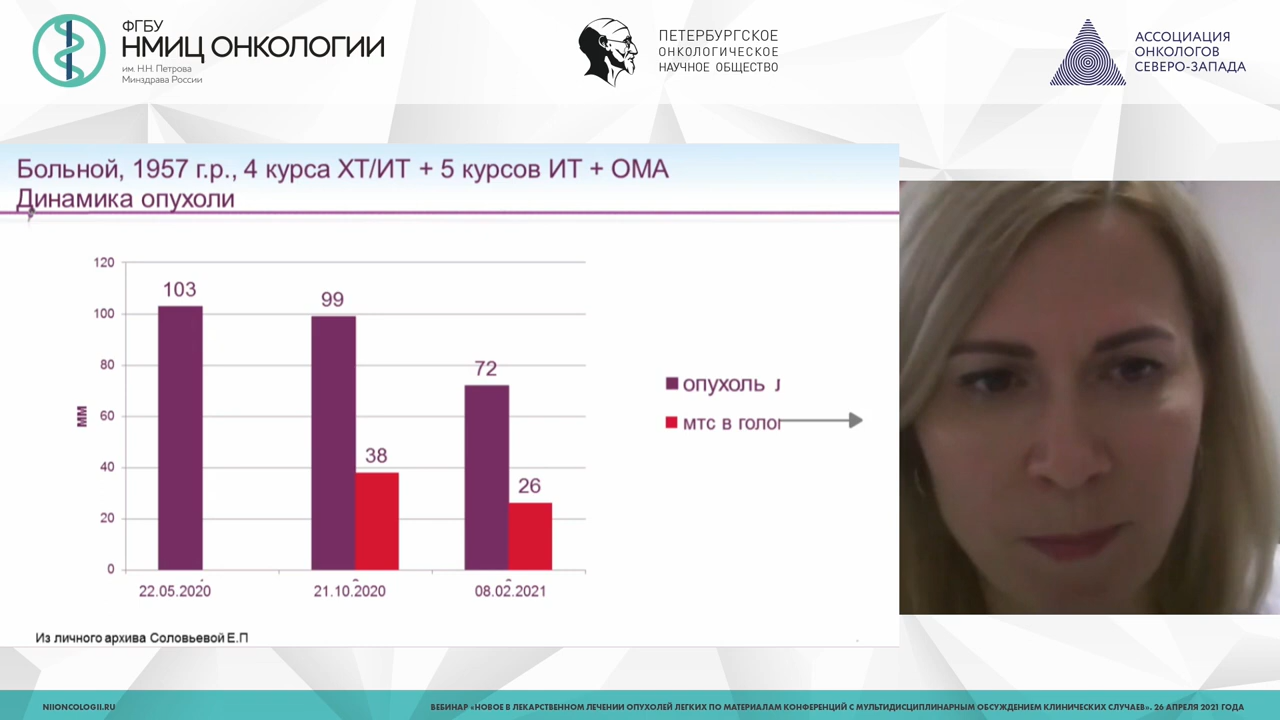 ФГБУ
НМИЦ ОНКОЛОГИИ
им. Н.Н. Петрова
Минздрава России
ПЕТЕРБУРГСКОЕ
ОНКОЛОГИЧЕСКОЕ
НАУЧНОЕ ОБЩЕСТВО
АССОЦИАЦИЯ
ОНКОЛОГОВ
СЕВЕРО-ЗАПАДА
Больной, 1957 г.р., 4 курса ХТ/ИТ + 5 курсов ИТ + ОМА
Динамика опухоли
120
100
80
60
40
20
0
мм
103
99
38
72
26
22.05.2020
21.10.2020
08.02.2021
опухоль
мтс в
Из личного архива Соловьевой Е.П
NIIONCOLOGII.RU
ВЕБИНАР «НОВОЕ В ЛЕКАРСТВЕННОМ ЛЕЧЕНИИ ОПУХОЛЕЙ ЛЕГКИХ ПО МАТЕРИАЛАМ КОНФЕРЕНЦИЙ С МУЛЬТИДИСЦИПЛИНАРНЫМ ОБСУЖДЕНИЕМ КЛИНИЧЕСКИХ СЛУЧАЕВ». 26 АПРЕЛЯ 2021 ГОДА